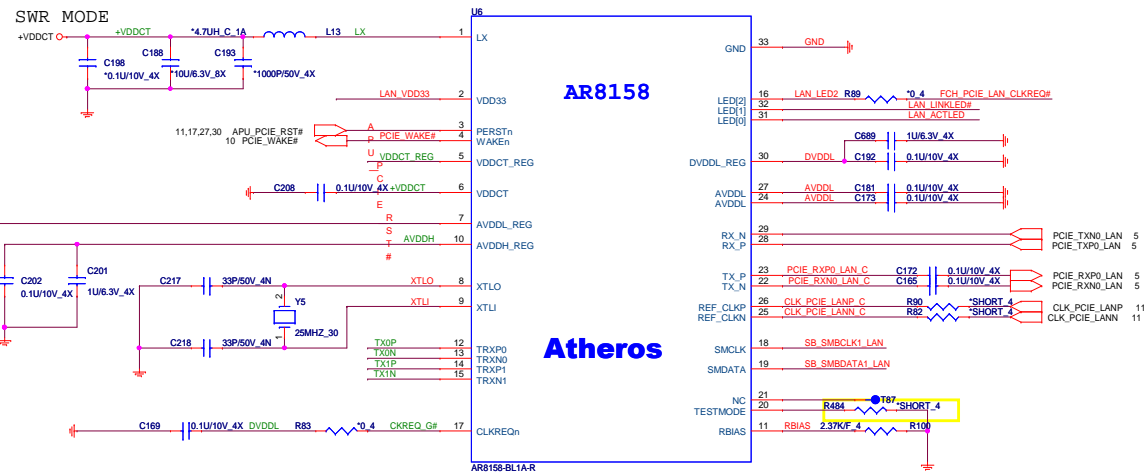 SWR MODE
+VDDCT
+VDDCT
*4.7UH_C_1A
L13
LX
C198
*0.1U/10V_4X
C188
*10U/6.3V_8X
C193
*1000P/50V_4X
U6
AR8158
Atheros
AR8158-BL1A-R
1
LX
LAN_VDD33
2
VDD33
11,17,27,30 APU_PCIE_RST#
3
PERSTn
10 PCIE_WAKE#
PCIE_WAKE#
4
WAKEn
APU_PCIE_RST#
VDDCT_REG
5
VDDCT_REG
C208
0.1U/10V_4X
+VDDCT
6
VDDCT
7
AVDDL_REG
AVDDH
10
AVDDH_REG
C202
0.1U/10V_4X
C201
1U/6.3V_4X
C217
33P/50V_4N
XTLO
8
XTLO
XTLI
9
XTLI
2
Y5
25MHZ_30
1
C218
33P/50V_4N
TX0P
12
TRXP0
TX0N
13
TRXN0
TX1P
14
TRXP1
TX1N
15
TRXN1
C169
0.1U/10V_4X
DVDDL
R83
*0_4
CKREQ_G#
17
CLKREQn
GND
33
GND
LED[2]
16
LAN_LED2
R89
*0_4
FCH_PCIE_LAN_CLKREQ#
LED[1]
32
LAN_LINKLED#
LED[0]
31
LAN_ACTLED
C689
1U/6.3V_4X
DVDDL_REG
30
DVDDL
C192
0.1U/10V_4X
AVDDL
27
AVDDL
C181
0.1U/10V_4X
AVDDL
24
AVDDL
C173
0.1U/10V_4X
RX_N
29
PCIE_TXN0_LAN 5
RX_P
28
PCIE_TXP0_LAN 5
TX_P
23
PCIE_RXP0_LAN_C
C172
0.1U/10V_4X
PCIE_RXP0_LAN 5
TX_N
22
PCIE_RXN0_LAN_C
C165
0.1U/10V_4X
PCIE_RXN0_LAN 5
REF_CLKP
26
CLK_PCIE_LANP_C
R90
*SHORT_4
CLK_PCIE_LANP 11
REF_CLKN
25
CLK_PCIE_LANN_C
R82
*SHORT_4
CLK_PCIE_LANN 11
SMCLK
18
SB_SMBCLK1_LAN
SMDATA
19
SB_SMBDATA1_LAN
NC
21
T87
TESTMODE
20
R484
*SHORT_4
RBIAS
11
RBIAS
2.37K/F_4
R100